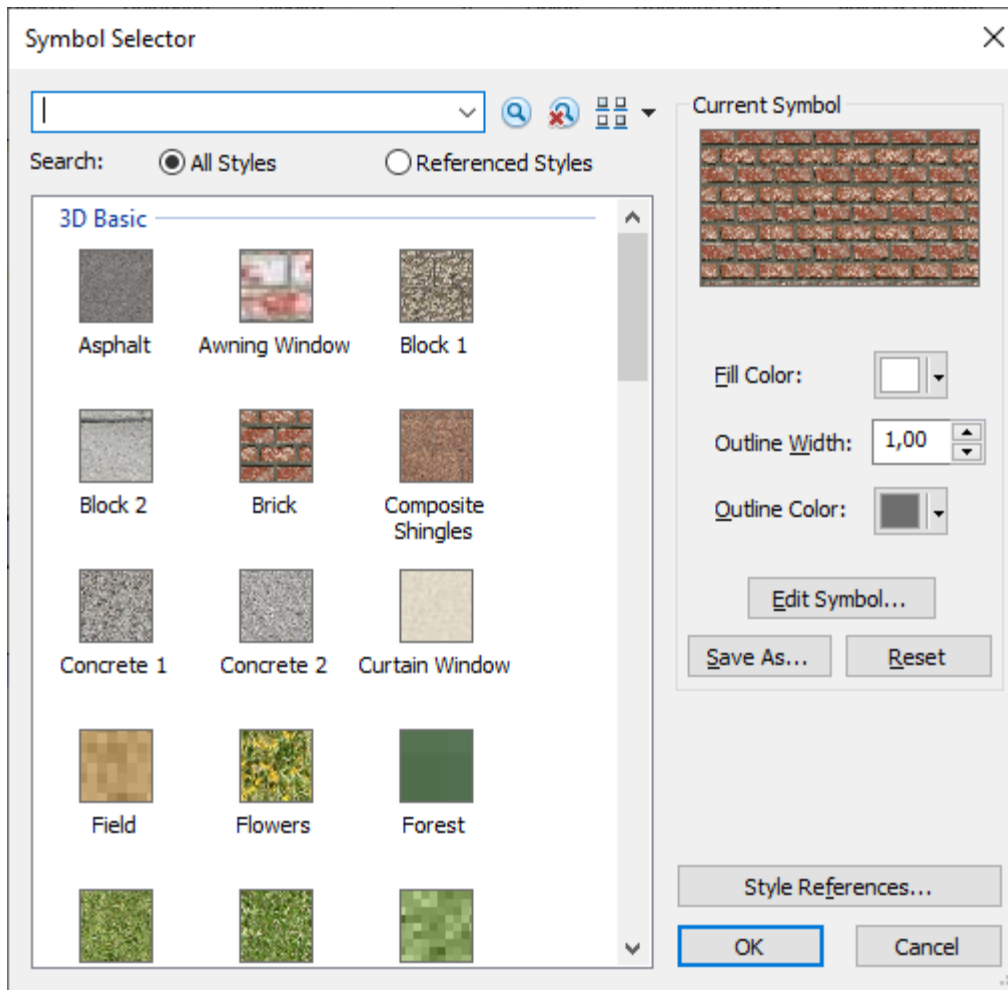 Symbol Selector
Search:
All Styles
Referenced Styles
3D Basic
Asphalt
Awning Window
Block 1
Block 2
Brick
Composite
Shingles
Concrete 1
Concrete 2
Curtain Window
Field
Flowers
Forest
Current Symbol
Fill Color:
Outline Width:
1,00
Outline Color:
Edit Symbol...
Save As...
Reset
Style References...
OK
Cancel